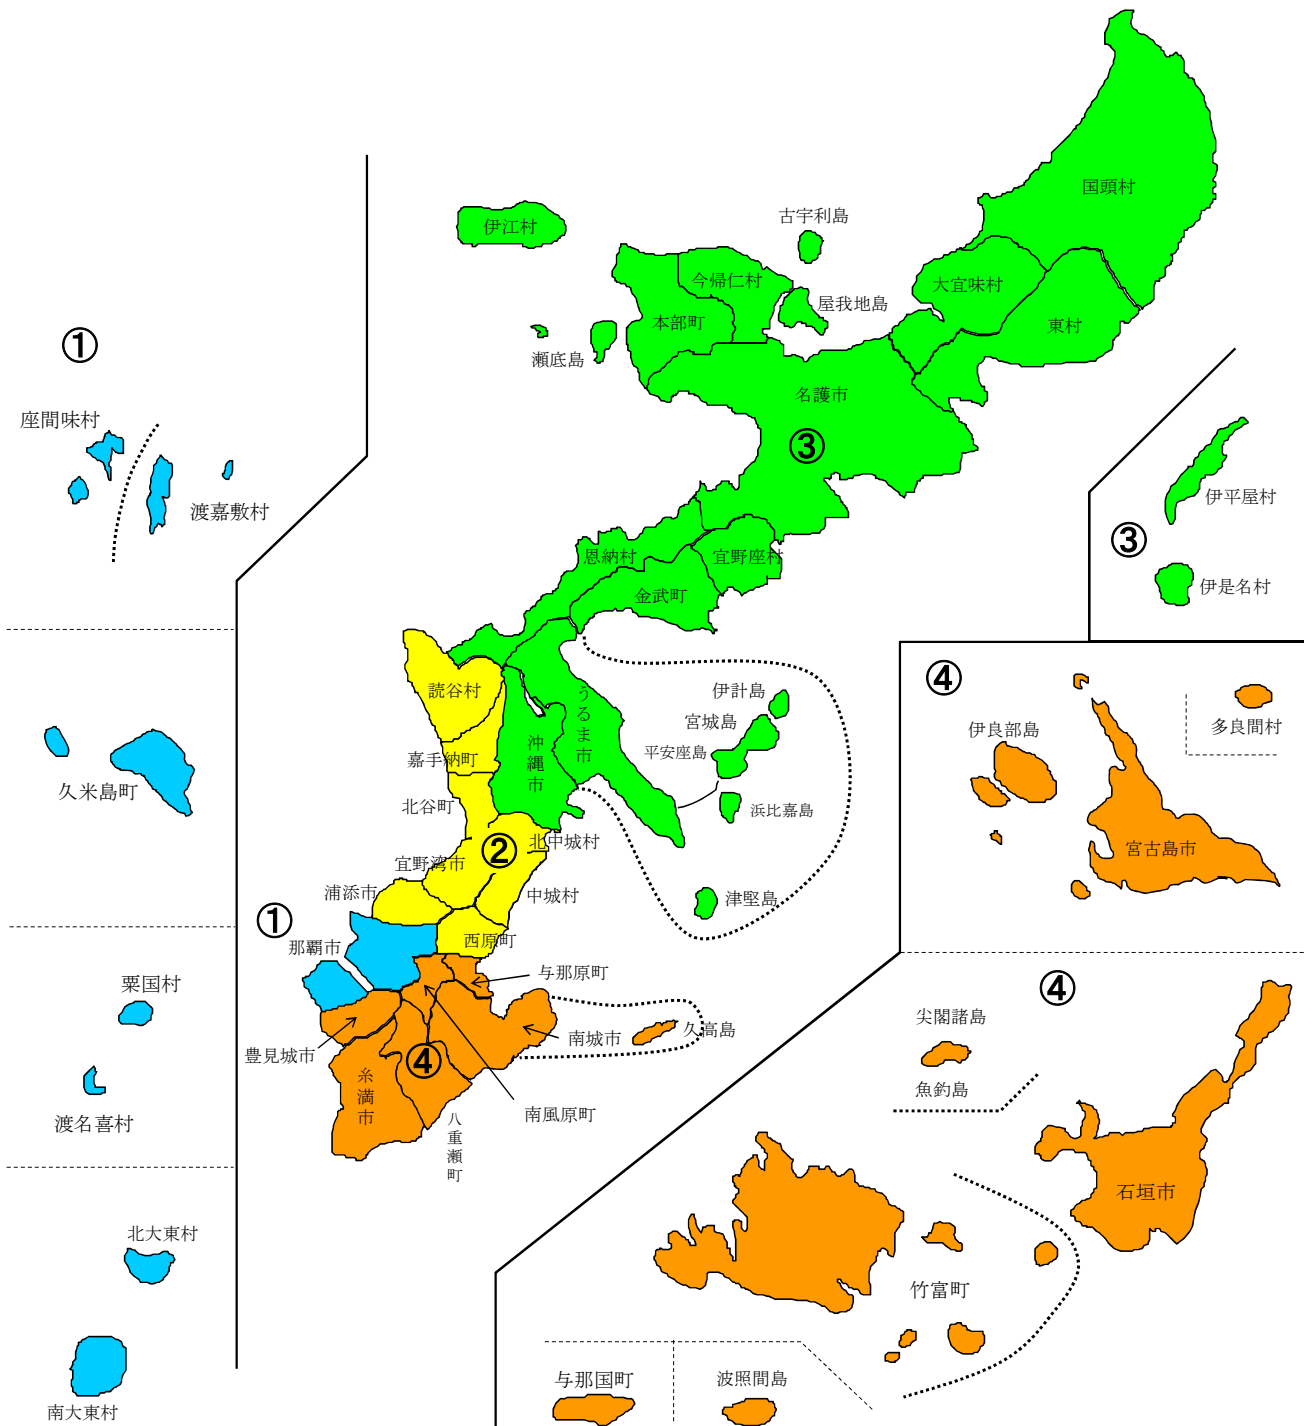 国頭村
古宇利島
伊江村
今帰仁村
大宜味村
屋我地島
本部町
東村
①
瀬底島
名護市
座間味村
③
渡嘉敷村
伊平屋村
③
恩納村
宜野座村
伊是名村
金武町
④
読谷村
うるま市
伊計島
宮城島
伊良部島
多良間村
平安座島
嘉手納町
沖縄市
久米島町
北谷町
浜比嘉島
北中城村
②
宮古島市
宜野湾市
浦添市
中城村
津堅島
①
那覇市
西原町
与那原町
粟国村
④
尖閣諸島
久高島
南城市
豊見城市
④
魚釣島
糸満市
渡名喜村
南風原町
八重瀬町
石垣市
北大東村
竹富町
与那国町
波照間島
南大東村